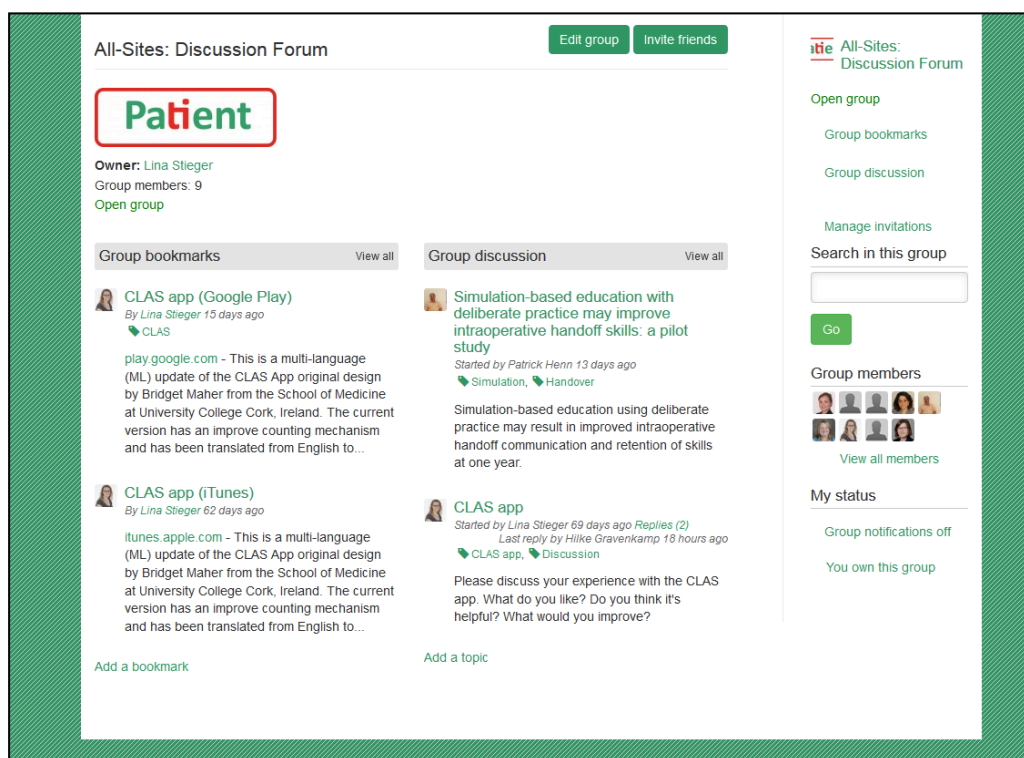 All-Sites: Discussion Forum
Edit group
Invite friends
Patient
Owner: Lina Stieger
Group members: 9
Open group
Group bookmarks
View all
CLAS app (Google Play)
By Lina Stieger 15 days ago
CLAS
play.google.com - This is a multi-language
(ML) update of the CLAS App original design
by Bridget Maher from the School of Medicine
at University College Cork, Ireland. The current
version has an improve counting mechanism
and has been translated from English to...
CLAS app (iTunes)
By Lina Stieger 62 days ago
itunes.apple.com - This is a multi-language
(ML) update of the CLAS App original design
by Bridget Maher from the School of Medicine
at University College Cork, Ireland. The current
version has an improve counting mechanism
and has been translated from English to...
Add a bookmark
Group discussion
View all
Simulation-based education with
deliberate practice may improve
intraoperative handoff skills: a pilot
study
Started by Patrick Henn 13 days ago
Simulation, Handover
Simulation-based education using deliberate
practice may result in improved intraoperative
handoff communication and retention of skills
at one year.
CLAS app
Started by Lina Stieger 69 days ago Replies (2)
Last reply by Hilke Gravenkamp 18 hours ago
CLAS app, Discussion
Please discuss your experience with the CLAS
app. What do you like? Do you think it's
helpful? What would you improve?
Add a topic
atie
All-Sites:
Discussion Forum
Open group
Group bookmarks
Group discussion
Manage invitations
Search in this group
Go
Group members
View all members
My status
Group notifications off
You own this group